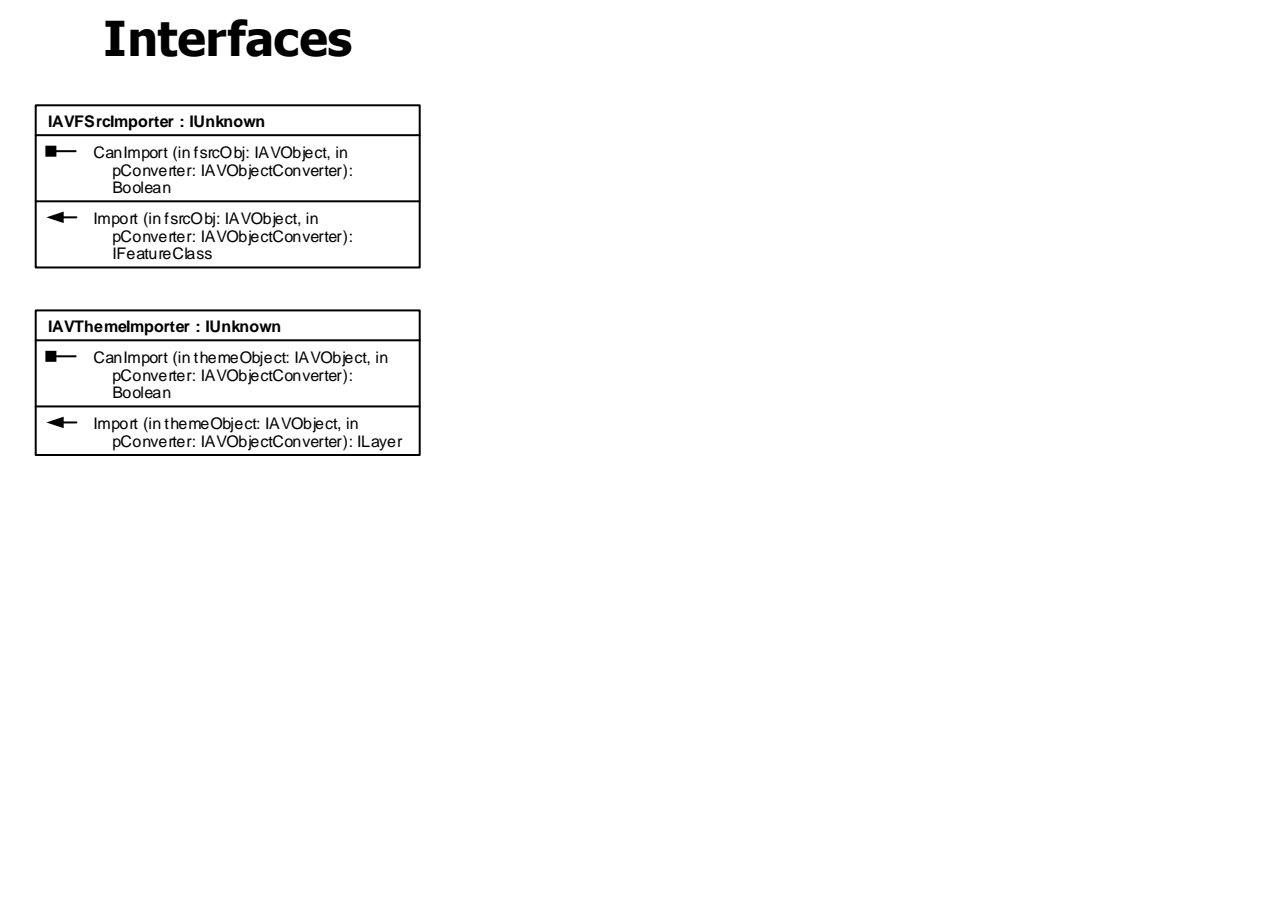 Interfaces
IAVFSrcImporter : IUnknown
CanImport (in fsrcObj: IAVObject, in
pConverter: IAVObjectConverter):
Boolean
Import (in fsrcObj: IAVObject, in
pConverter: IAVObjectConverter):
IFeatureClass
IAVThemeImporter : IUnknown
CanImport (in themeObject: IAVObject, in
pConverter: IAVObjectConverter):
Boolean
Import (in themeObject: IAVObject, in
pConverter: IAVObjectConverter): ILayer